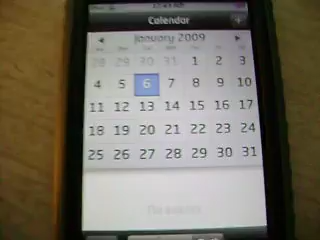 Calendar +
January 2009
28 29 30 31 1 2 3
4 5 6 7 8 9 10
11 12 13 14 15 16 17
18 19 20 21 22 23 24
25 26 27 28 29 30 31
No events